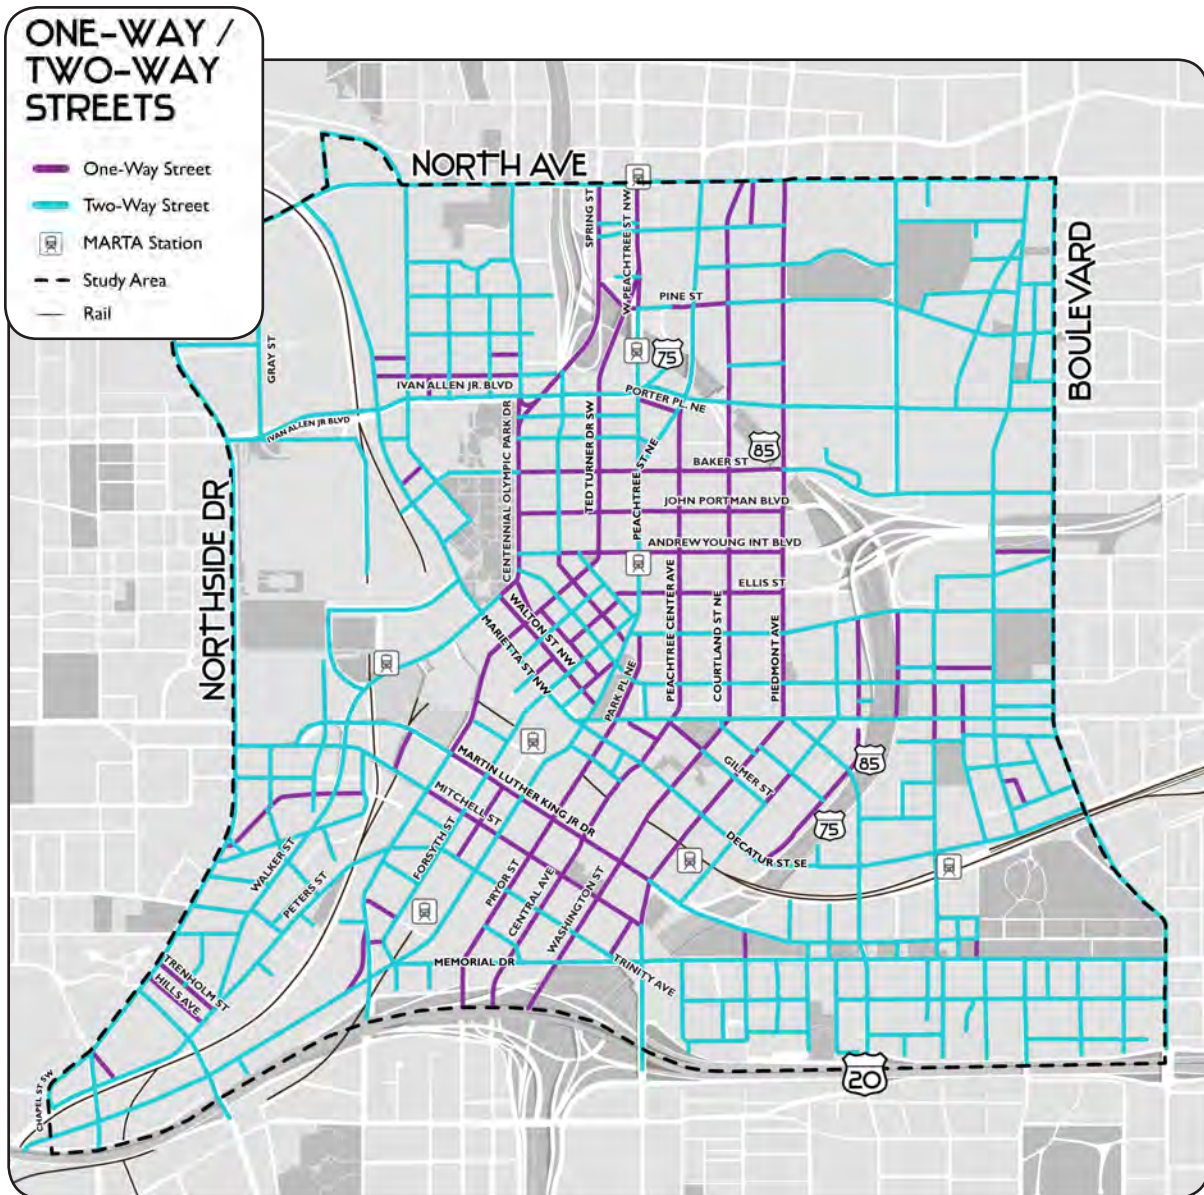 ONE-WAY /
TWO-WAY
STREETS
One-Way Street
Two-Way Street
MARTA Station
Study Area
Rail
NORTH AVE
SPRING ST
W PEACHTREE ST NW
BOULEVARD
PINE ST
75
GRAY ST
IVAN ALLEN JR. BLVD
PORTER PL. NE
IVAN ALLEN JR BLVD
CENTENNIAL OLYMPIC PARK DR
TED TURNER DR SW
PEACHTREE ST NE
85
BAKER ST
NORTHSIDE DR
JOHN PORTMAN BLVD
ANDREW YOUNG INT BLVD
ELLIS ST
WALTON ST NW
MARIETTA ST NW
PEACHTREE CENTER AVE
COURTLAND ST NE
PIEDMONT AVE
PARK PL NE
MARTIN LUTHER KING JR DR
GILMER ST
85
MITCHELL ST
75
FORSYTH ST
DECATUR ST SE
WALKER ST
PETERS ST
PRYOR ST
CENTRAL AVE
WASHINGTON ST
MEMORIAL DR
TRINITY AVE
TRENHOLM ST
HILLS AVE
20
CHAPEL ST SW